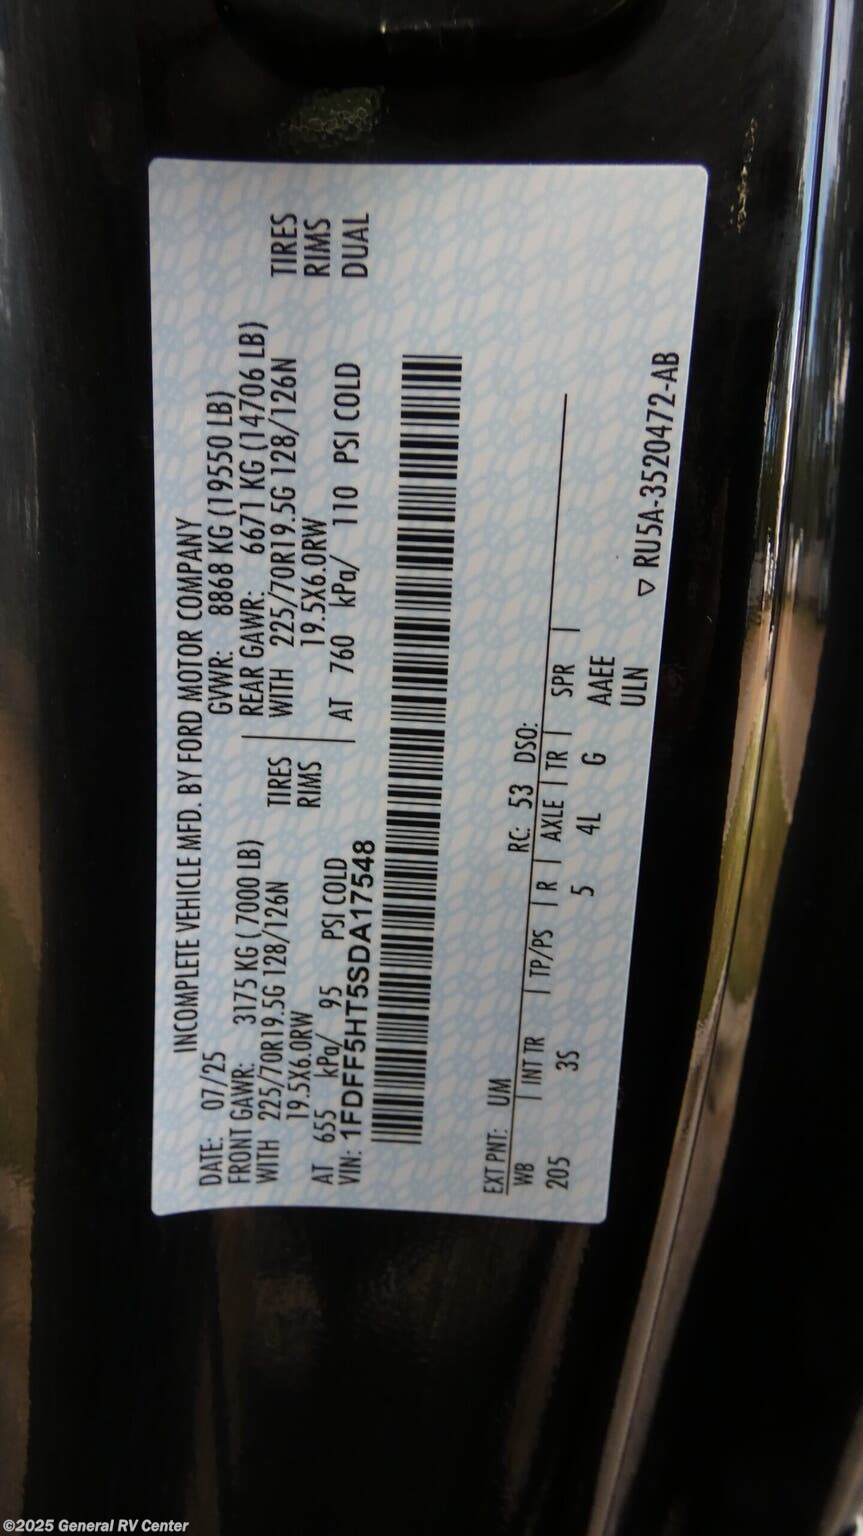 INCOMPLETE VEHICLE MFD. BY FORD MOTOR COMPANY
DATE: 07/25 GVWR: 8868 KG (19550 LB)
FRONT GAWR: 3175 KG ( 7000 LB) REAR GAWR: 6671 KG (14706 LB)
WITH 225/70R19.5G 128/126N TIRES WITH 225/70R19.5G 128/126N TIRES
19.5X6.0RW RIMS 19.5X6.0RW RIMS
AT 655 kPa/ 95 PSI COLD AT 760 kPa/ 110 PSI COLD DUAL
VIN: 1FDFF5HT5SDA17548
EXT PNT: UM RC: 53 DSO:
WB | INT TR | TP/PS | R | AXLE | TR | SPR |
205 3S 5 4L G AAEE
ULN
▽ RU5A-3520472-AB
©2025 General RV Center